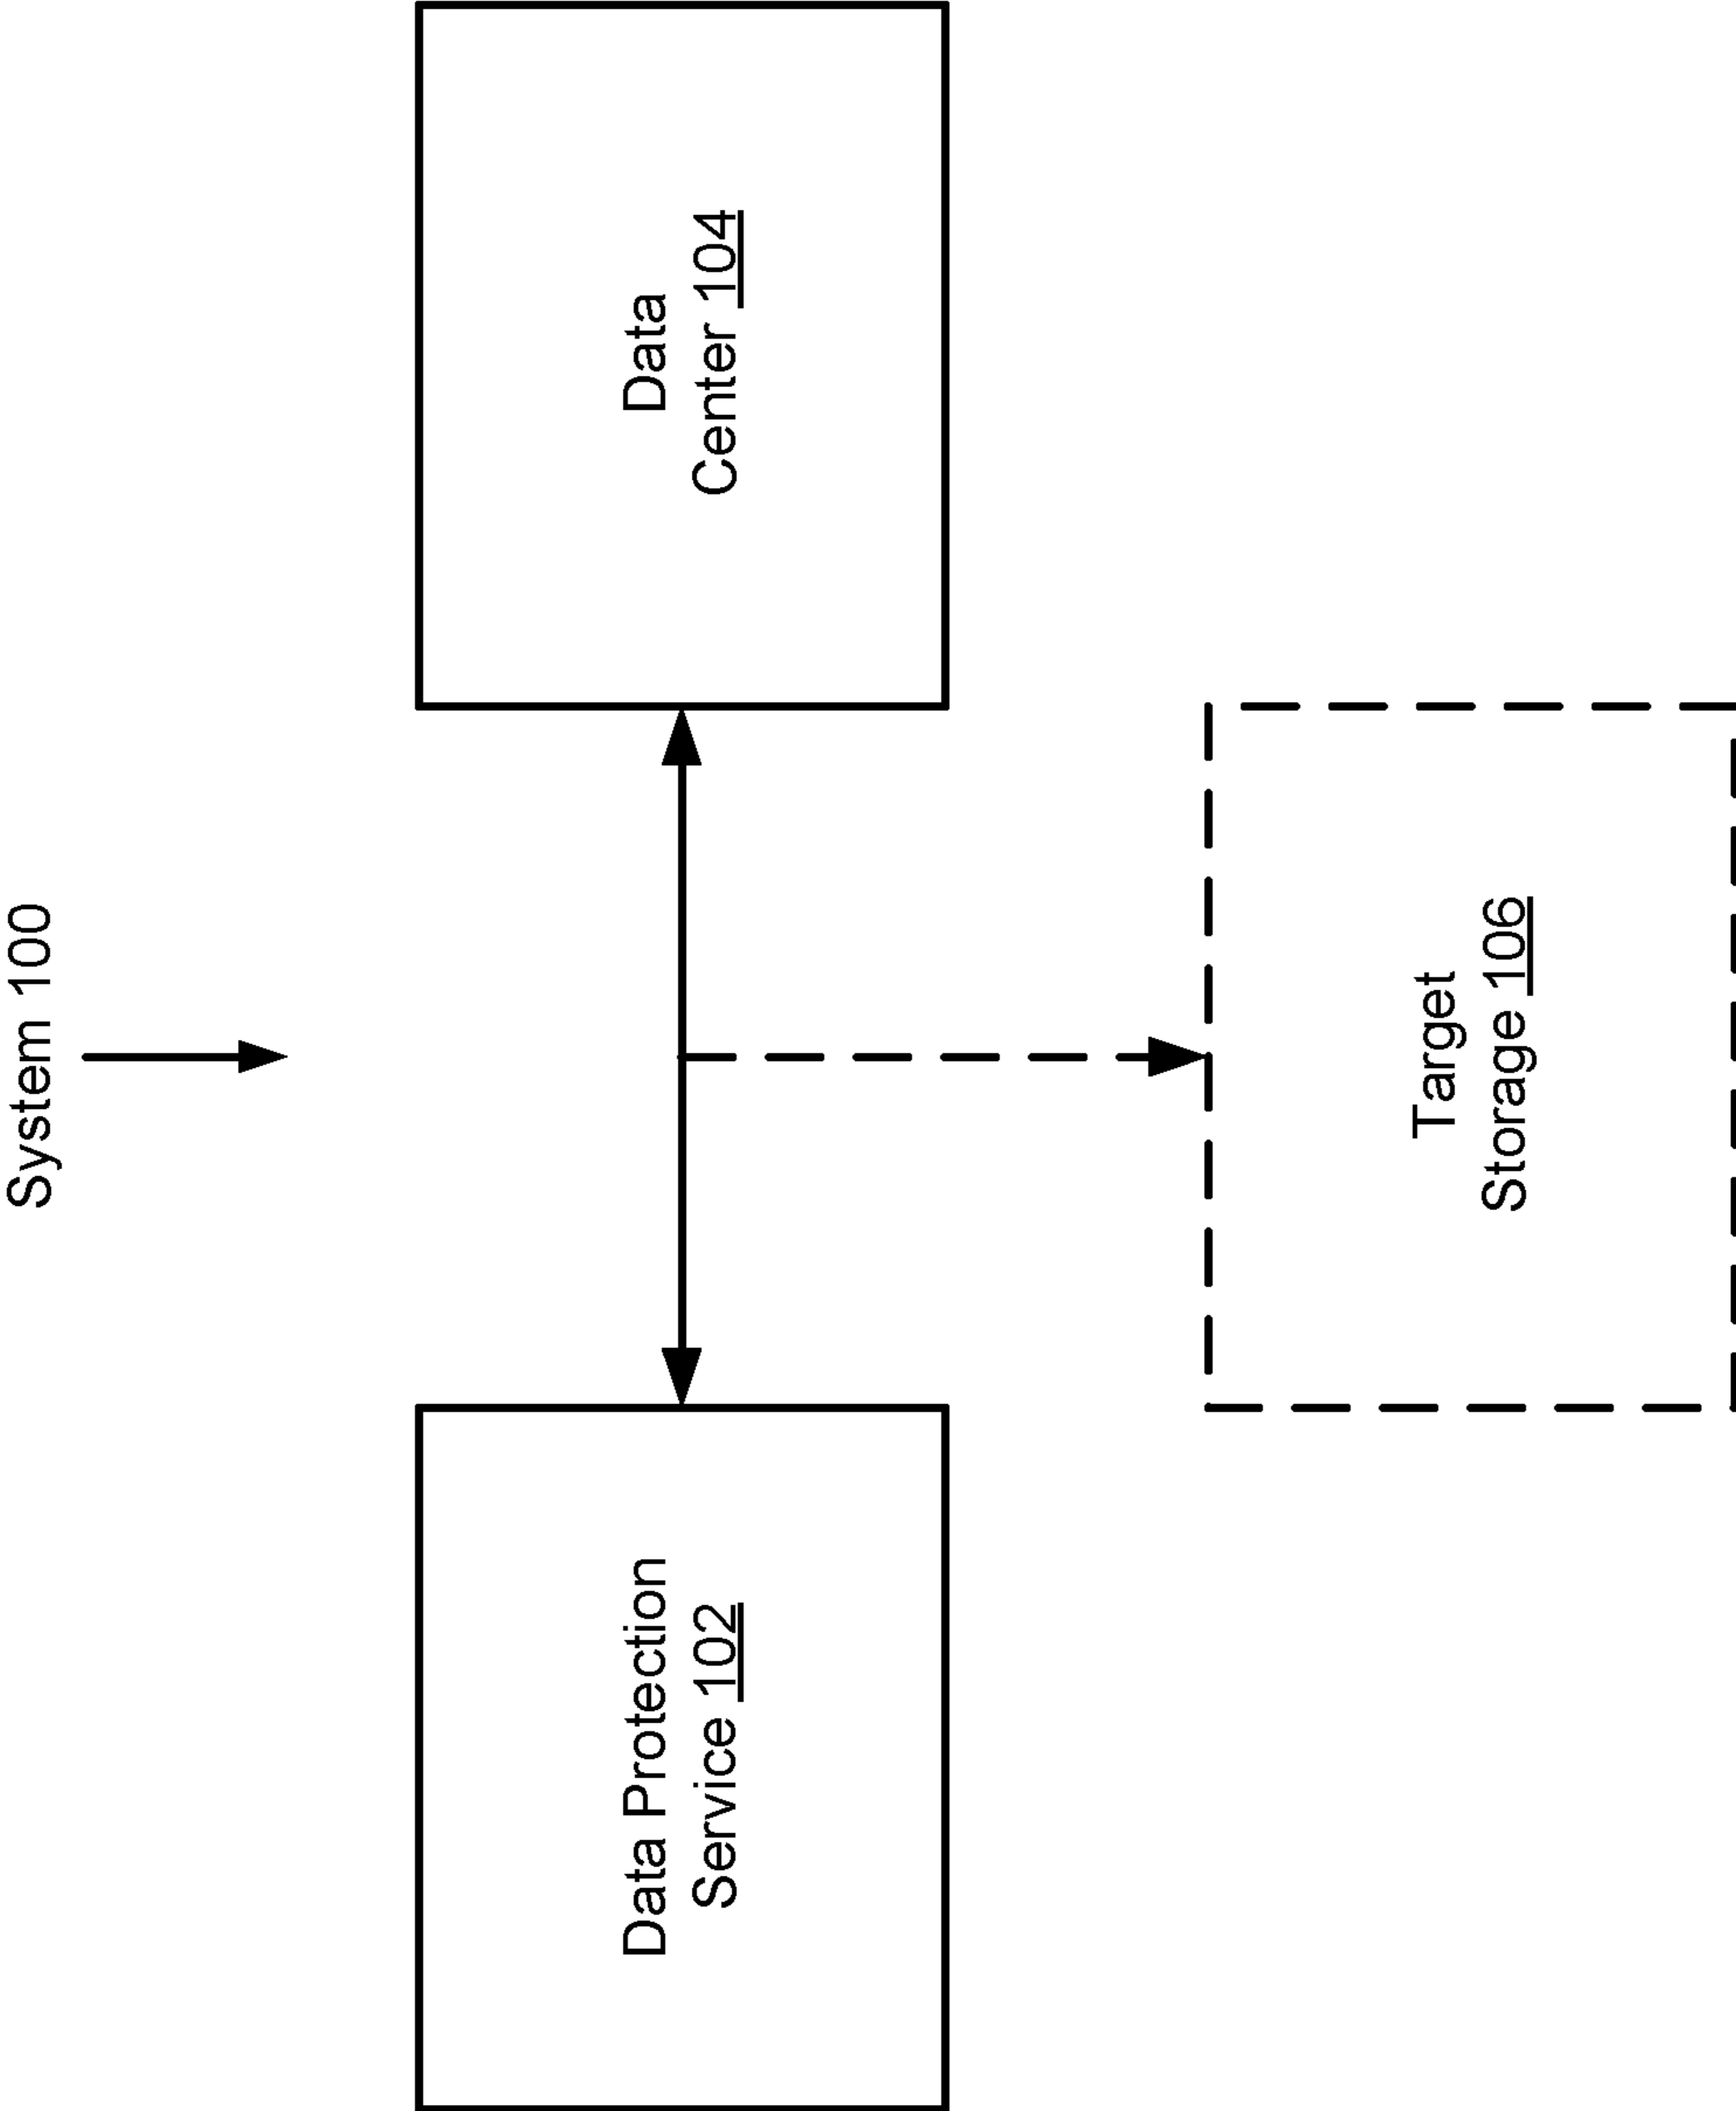 System 100
Data Protection
Service 102
Data
Center 104
Target
Storage 106